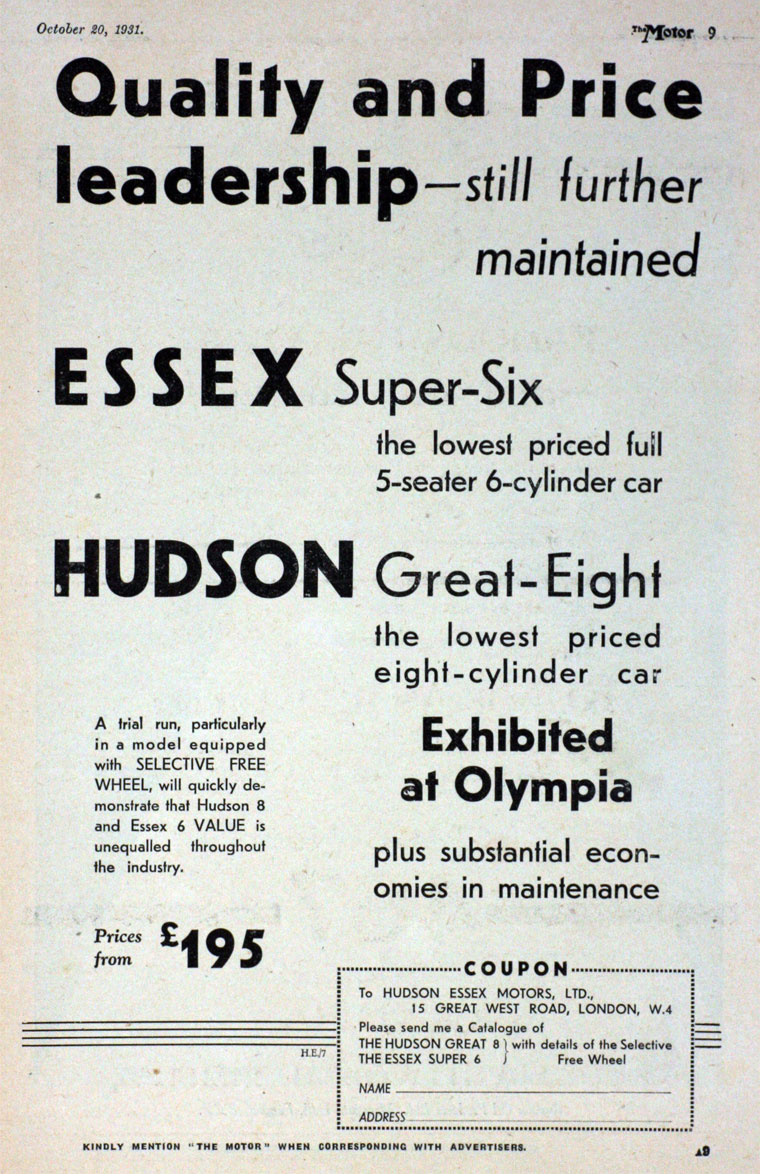 October 20, 1931.
The Motor 9
Quality and Price
leadership—still further
maintained
ESSEX Super-Six
the lowest priced full
5-seater 6-cylinder car
HUDSON Great-Eight
the lowest priced
eight-cylinder car
A trial run, particularly
in a model equipped
with SELECTIVE FREE
WHEEL, will quickly de-
monstrate that Hudson 8
and Essex 6 VALUE is
unequalled throughout
the industry.
Exhibited
at Olympia
plus substantial econ-
omies in maintenance
Prices
from £195
COUPON
To HUDSON ESSEX MOTORS, LTD.,
15 GREAT WEST ROAD, LONDON, W.4
Please send me a Catalogue of
THE HUDSON GREAT 8 } with details of the Selective
THE ESSEX SUPER 6 } Free Wheel
NAME
ADDRESS
H.E./7
KINDLY MENTION "THE MOTOR" WHEN CORRESPONDING WITH ADVERTISERS.